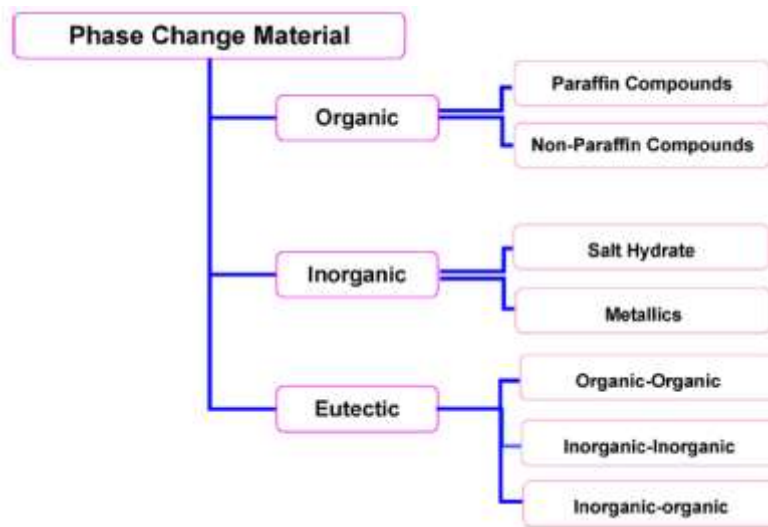 Phase Change Material
Organic
Paraffin Compounds
Non-Paraffin Compounds
Inorganic
Salt Hydrate
Metallics
Eutectic
Organic-Organic
Inorganic-Inorganic
Inorganic-organic